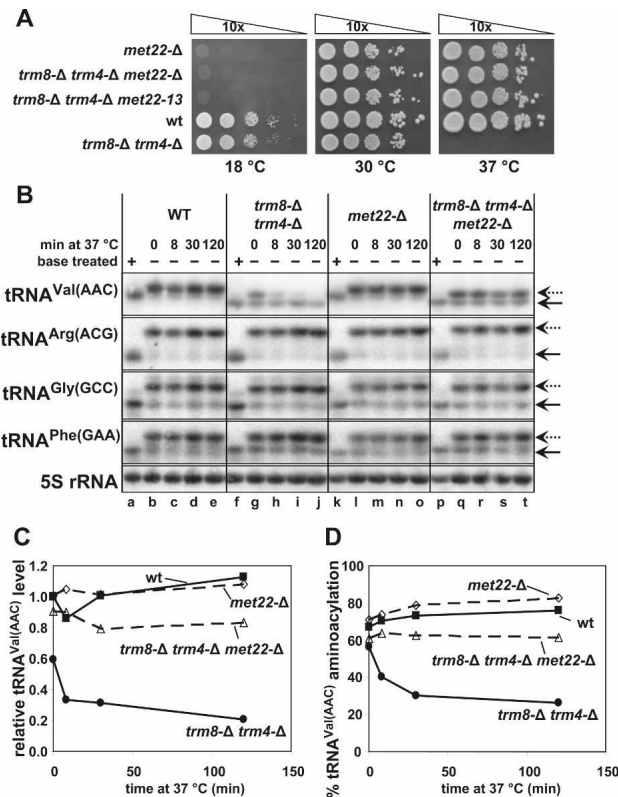 A
10x 10x 10x
met22-Δ
trm8-Δ trm4-Δ met22-Δ
trm8-Δ trm4-Δ met22-13
wt
trm8-Δ trm4-Δ
18 °C 30 °C 37 °C
B
WT trm8-Δ trm4-Δ met22-Δ trm8-Δ trm4-Δ met22-Δ
min at 37 °C 0 8 30 120 0 8 30 120 0 8 30 120 0 8 30 120
base treated + − − − − + − − − − + − − − − + − − − −
tRNAVal(AAC)
tRNAArg(ACG)
tRNAGly(GCC)
tRNAPhe(GAA)
5S rRNA
a b c d e f g h i j k l m n o p q r s t
C
relative tRNAVal(AAC) level
1.2
1.0
0.8
0.6
0.4
0.2
0.0
wt
met22-Δ
trm8-Δ trm4-Δ met22-Δ
trm8-Δ trm4-Δ
0 50 100 150
time at 37 °C (min)
D
% tRNAVal(AAC) aminoacylation
100
80
60
40
20
0
met22-Δ
wt
trm8-Δ trm4-Δ met22-Δ
trm8-Δ trm4-Δ
0 50 100 150
time at 37 °C (min)